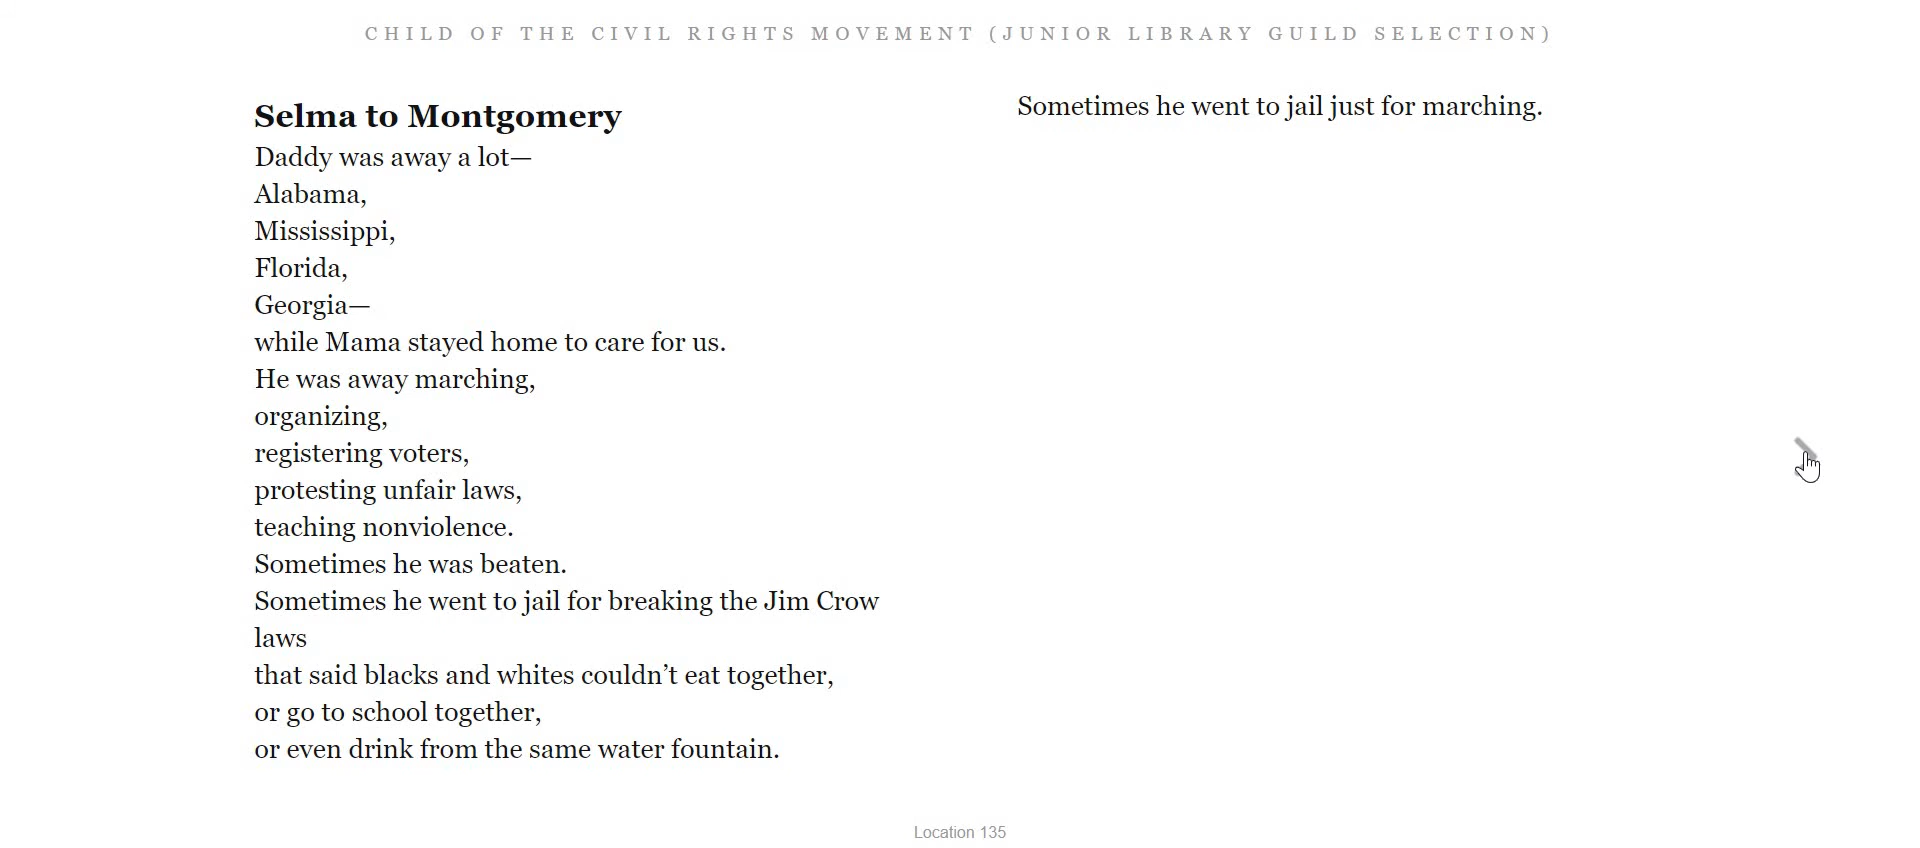 CHILD OF THE CIVIL RIGHTS MOVEMENT (JUNIOR LIBRARY GUILD SELECTION)
Selma to Montgomery
Daddy was away a lot—
Alabama,
Mississippi,
Florida,
Georgia—
while Mama stayed home to care for us.
He was away marching,
organizing,
registering voters,
protesting unfair laws,
teaching nonviolence.
Sometimes he was beaten.
Sometimes he went to jail for breaking the Jim Crow
laws
that said blacks and whites couldn’t eat together,
or go to school together,
or even drink from the same water fountain.
Sometimes he went to jail just for marching.
Location 135